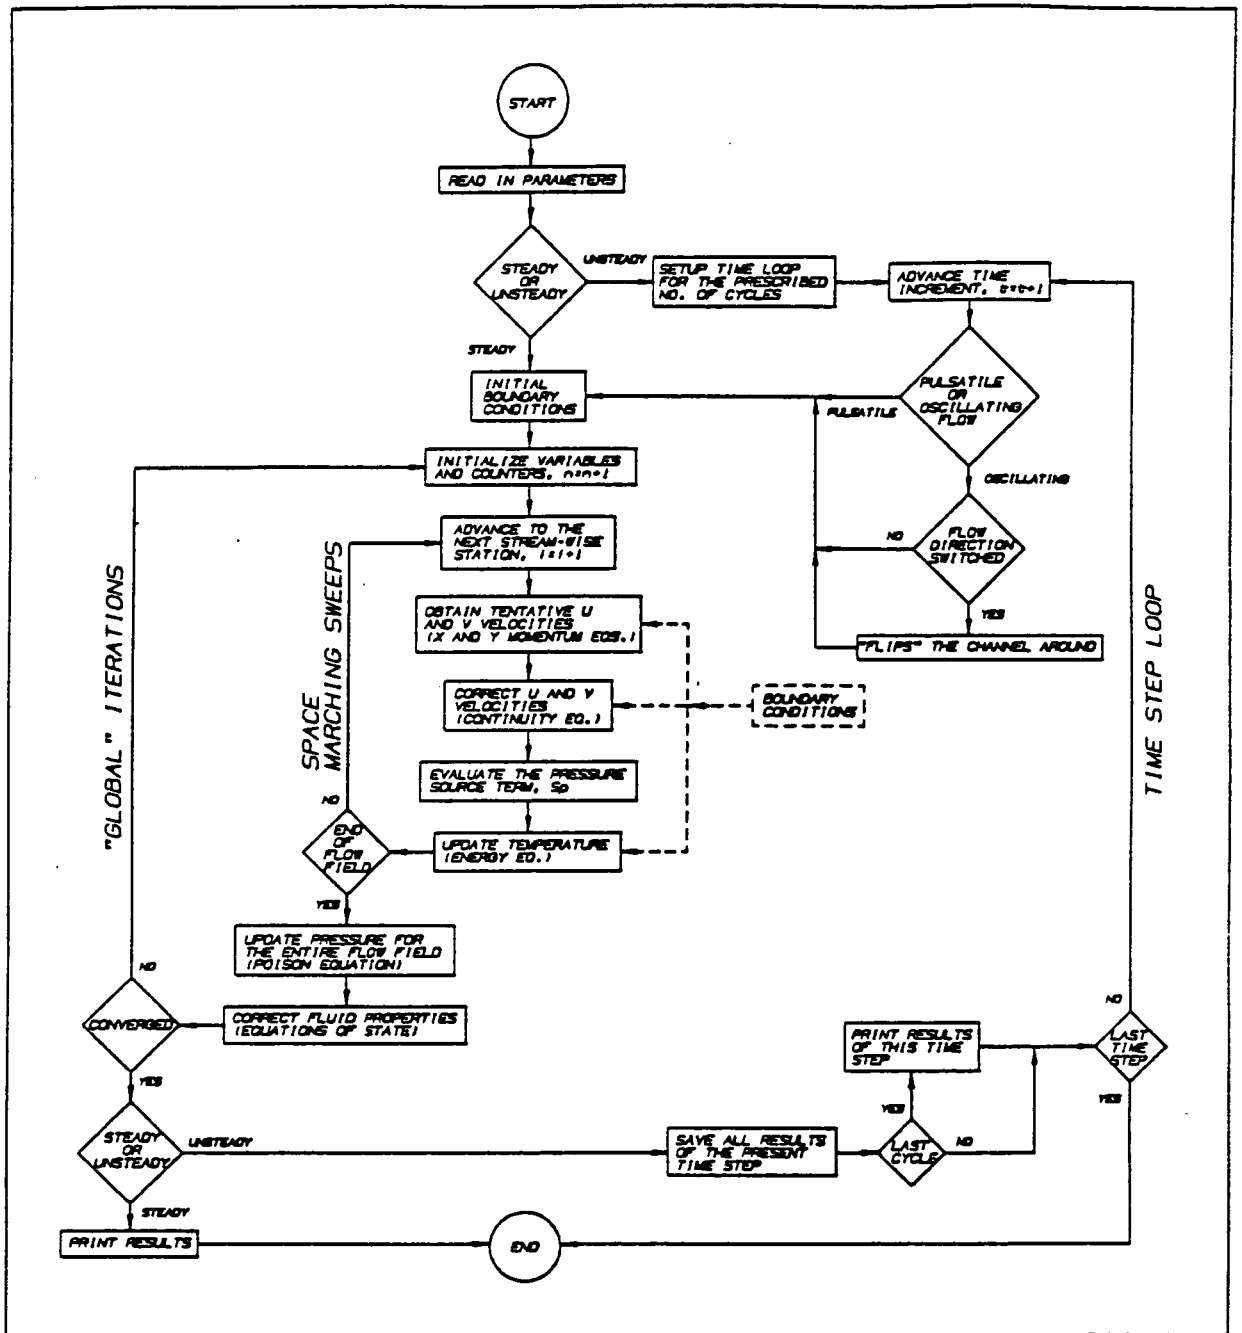 START
READ IN PARAMETERS
STEADY
OR
UNSTEADY
UNSTEADY
SETUP TIME LOOP
FOR THE PRESCRIBED
NO. OF CYCLES
ADVANCE TIME
INCREMENT, t=t+1
STEADY
INITIAL
BOUNDARY
CONDITIONS
PULSATILE
OR
OSCILLATING
FLOW
PULSATILE
INITIALIZE VARIABLES
AND COUNTERS, n=n+1
OSCILLATING
ADVANCE TO THE
NEXT STREAM-WISE
STATION, i=i+1
FLOW
DIRECTION
SWITCHED
NO
YES
"FLIPS" THE CHANNEL AROUND
OBTAIN TENTATIVE U
AND V VELOCITIES
(X AND Y MOMENTUM EQS.)
CORRECT U AND V
VELOCITIES
(CONTINUITY EQ.)
BOUNDARY
CONDITIONS
EVALUATE THE PRESSURE
SOURCE TERM, Sp
UPDATE TEMPERATURE
(ENERGY EQ.)
"GLOBAL" ITERATIONS
SPACE
MARCHING SWEEPS
TIME STEP LOOP
NO
END
OF
FLOW
FIELD
YES
UPDATE PRESSURE FOR
THE ENTIRE FLOW FIELD
(POISON EQUATION)
NO
CORRECT FLUID PROPERTIES
(EQUATIONS OF STATE)
CONVERGED
YES
STEADY
OR
UNSTEADY
UNSTEADY
SAVE ALL RESULTS
OF THE PRESENT
TIME STEP
LAST
CYCLE
YES
NO
PRINT RESULTS
OF THIS TIME
STEP
NO
LAST
TIME
STEP
YES
STEADY
PRINT RESULTS
END